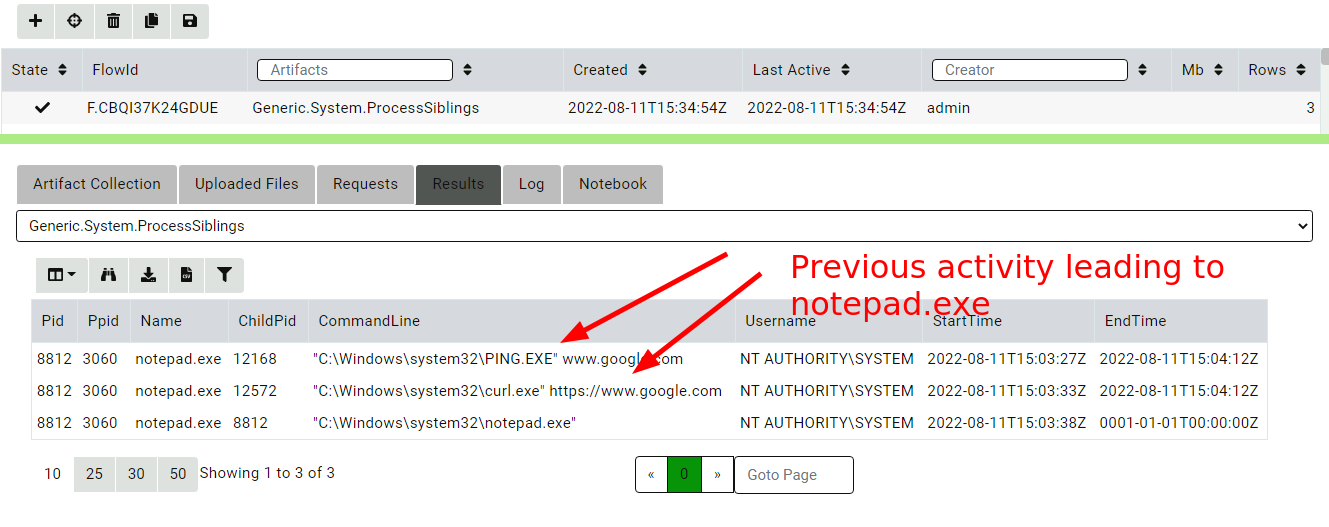 State FlowId Artifacts Created Last Active Creator Mb Rows
F.CBQI37K24GDUE Generic.System.ProcessSiblings 2022-08-11T15:34:54Z 2022-08-11T15:34:54Z admin 3
Artifact Collection Uploaded Files Requests Results Log Notebook
Generic.System.ProcessSiblings
Previous activity leading to
notepad.exe
Pid Ppid Name ChildPid CommandLine Username StartTime EndTime
8812 3060 notepad.exe 12168 "C:\Windows\system32\PING.EXE" www.google.com NT AUTHORITY\SYSTEM 2022-08-11T15:03:27Z 2022-08-11T15:04:12Z
8812 3060 notepad.exe 12572 "C:\Windows\system32\curl.exe" https://www.google.com NT AUTHORITY\SYSTEM 2022-08-11T15:03:33Z 2022-08-11T15:04:12Z
8812 3060 notepad.exe 8812 "C:\Windows\system32\notepad.exe" NT AUTHORITY\SYSTEM 2022-08-11T15:03:38Z 0001-01-01T00:00:00Z
10 25 30 50 Showing 1 to 3 of 3 « 0 » Goto Page